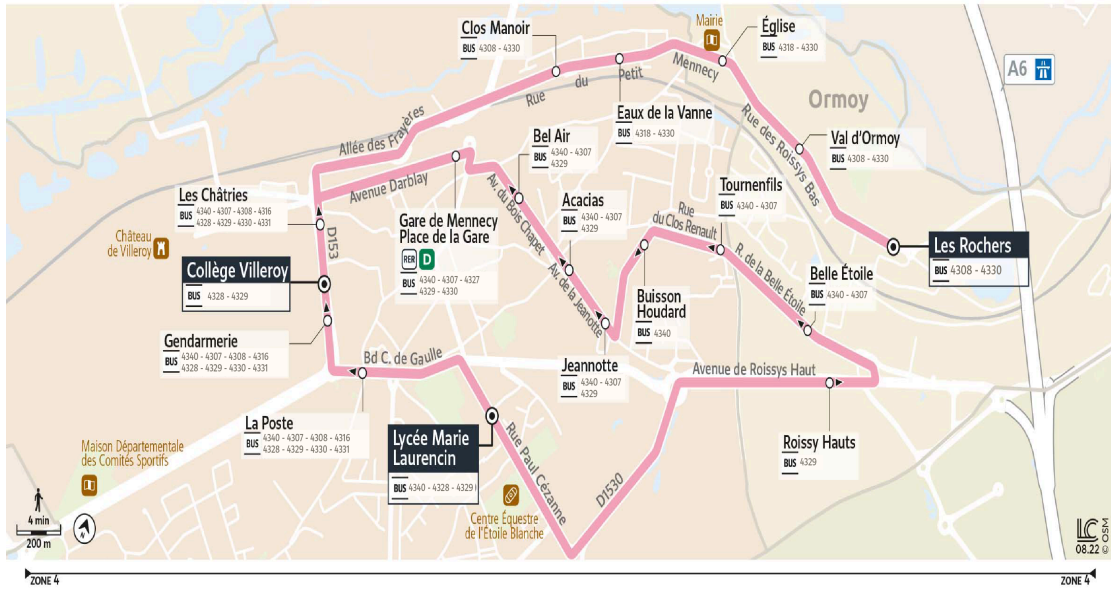 Clos Manoir
BUS 4308 - 4330
Mairie
Église
BUS 4318 - 4330
A6
Rue du Petit Mennecy
Ormoy
Eaux de la Vanne
BUS 4318 - 4330
Allée des Frayères
Bel Air
BUS 4340 - 4307
4329
Rue des Roissys Bas
Val d'Ormoy
BUS 4308 - 4330
Avenue Darblay
Av. du Bois Chapet
Les Châtries
BUS 4340 - 4307 - 4308 - 4316
4328 - 4329 - 4330 - 4331
Acacias
BUS 4340 - 4307
4329
Tournenfils
BUS 4340 - 4307
Rue
du Clos Renault
Château
de Villeroy
D153
Gare de Mennecy
Place de la Gare
RER D
BUS 4340 - 4307 - 4327
4329 - 4330
Les Rochers
BUS 4308 - 4330
Collège Villeroy
BUS 4328 - 4329
R. de la Belle Étoile
Belle Étoile
BUS 4340 - 4307
Av. de la Jeanotte
Buisson
Houdard
BUS 4340
Gendarmerie
BUS 4340 - 4307 - 4308 - 4316
4328 - 4329 - 4330 - 4331
Bd C. de Gaulle
Jeannotte
BUS 4340 - 4307
4329
Avenue de Roissys Haut
La Poste
BUS 4340 - 4307 - 4308 - 4316
4328 - 4329 - 4330 - 4331
Lycée Marie
Laurencin
BUS 4340 - 4328 - 4329
Rue Paul Cézanne
Roissy Hauts
BUS 4329
Maison Départementale
des Comités Sportifs
D1530
Centre Équestre
de l'Étoile Blanche
4 min
200 m
N
LC
08.22 © OSM
ZONE 4
ZONE 4